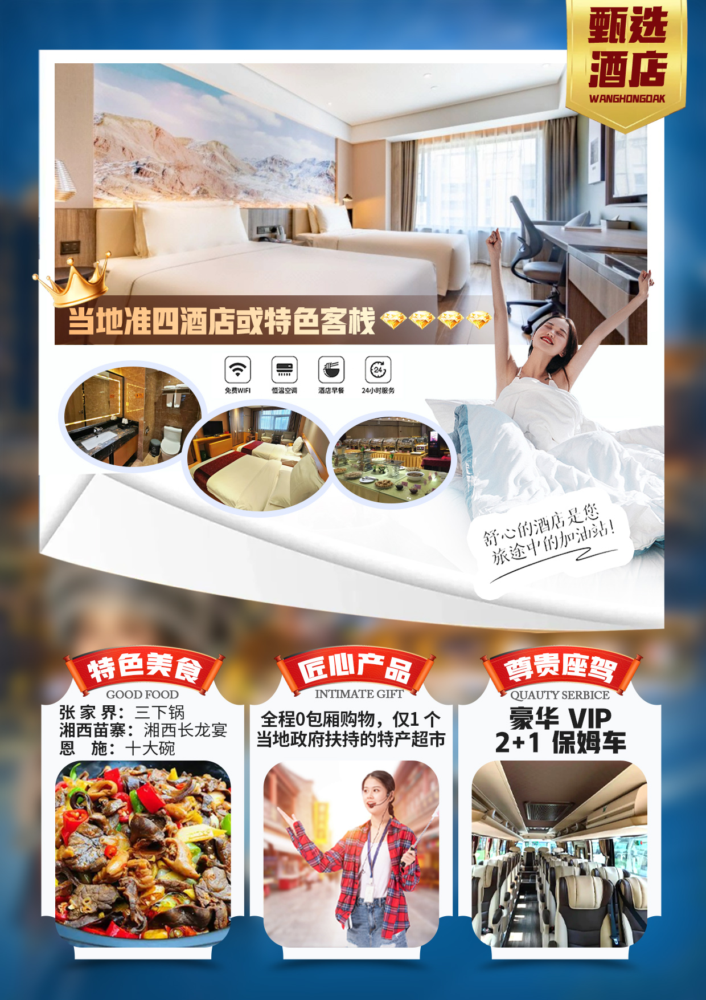 甄选
酒店
WANGHONGDAK
当地准四酒店或特色客栈
免费WIFI
恒温空调
酒店早餐
24
24小时服务
舒心的酒店是您
旅途中的加油站!
特色美食
GOOD FOOD
张 家 界：三下锅
湘西苗寨：湘西长龙宴
恩 施：十大碗
匠心产品
INTIMATE GIFT
全程0包厢购物，仅1个
当地政府扶持的特产超市
尊贵座驾
QUAUTY SERBICE
豪华 VIP
2+1 保姆车